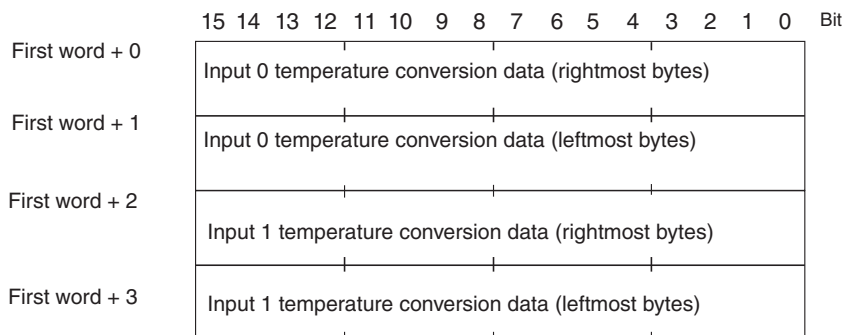 15 14 13 12 11 10 9 8 7 6 5 4 3 2 1 0 Bit
First word + 0
Input 0 temperature conversion data (rightmost bytes)
First word + 1
Input 0 temperature conversion data (leftmost bytes)
First word + 2
Input 1 temperature conversion data (rightmost bytes)
First word + 3
Input 1 temperature conversion data (leftmost bytes)